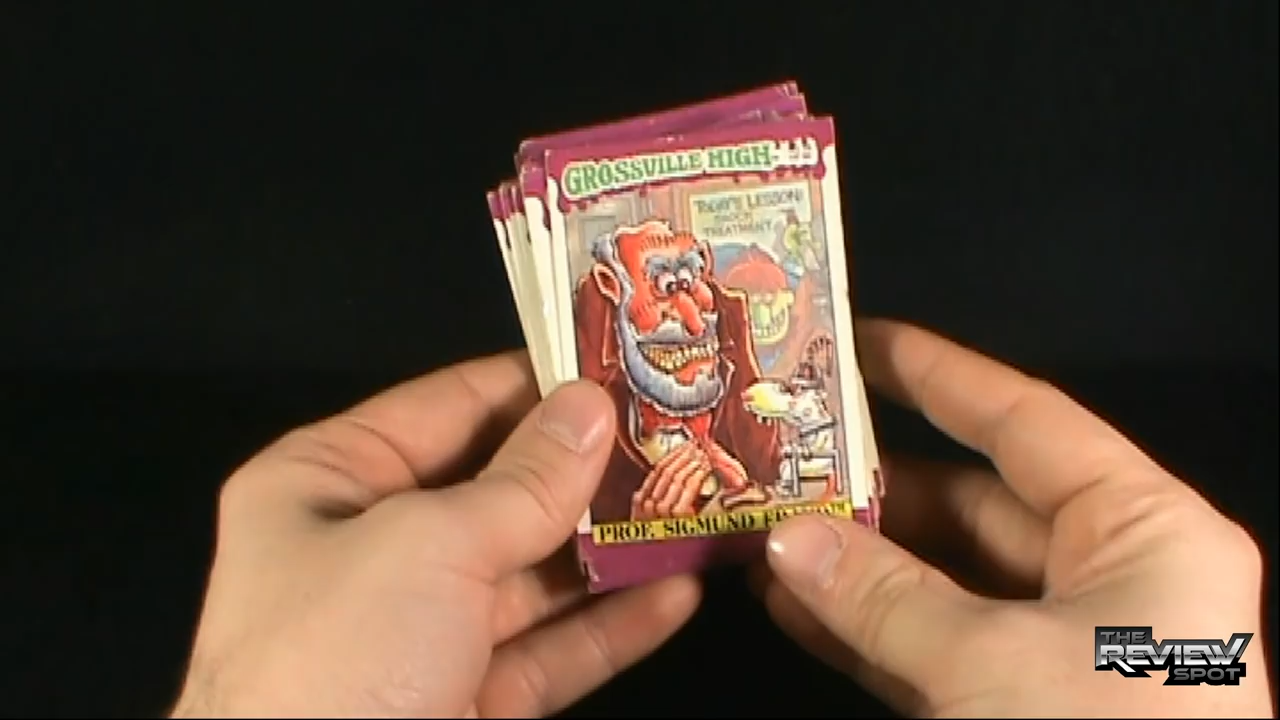 GROSSVILLE HIGH
TODAY'S LESSON:
SHOCK
TREATMENT
PROF. SIGMUND
THE
REVIEW
SPOT